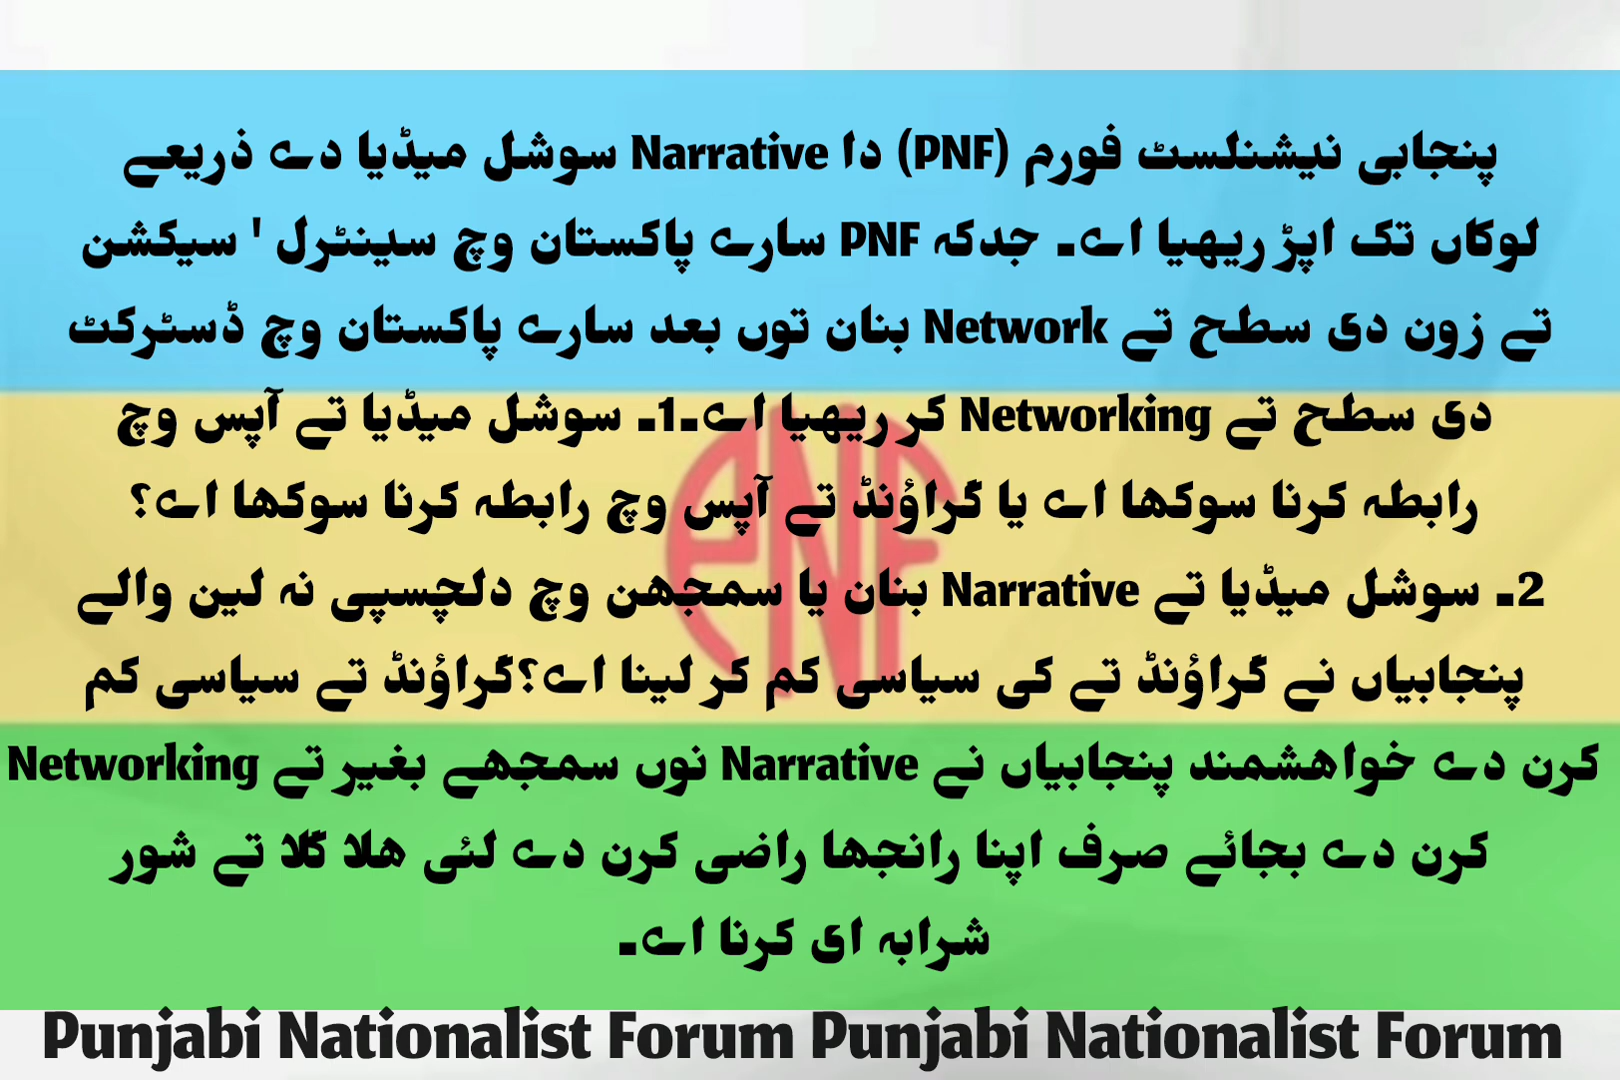 پنجابی نیشنلسٹ فورم (PNF) دا Narrative سوشل میڈیا دے ذریعے
لوکاں تک اپڑ ریھیا اے۔ جدکہ PNF سارے پاکستان وچ سینٹرل ' سیکشن
تے زون دی سطح تے Network بنان توں بعد سارے پاکستان وچ ڈسٹرکٹ
دی سطح تے Networking کر ریھیا اے۔1۔ سوشل میڈیا تے آپس وچ
رابطہ کرنا سوکھا اے یا گراؤنڈ تے آپس وچ رابطہ کرنا سوکھا اے؟
2۔ سوشل میڈیا تے Narrative بنان یا سمجھن وچ دلچسپی نہ لین والے
پنجابیاں نے گراؤنڈ تے کی سیاسی کم کر لینا اے؟گراؤنڈ تے سیاسی کم
کرن دے خواھشمند پنجابیاں نے Narrative نوں سمجھے بغیر تے Networking
کرن دے بجائے صرف اپنا رانجھا راضی کرن دے لئی ھلا گلا تے شور
شرابہ ای کرنا اے۔
PNF
Punjabi Nationalist Forum Punjabi Nationalist Forum